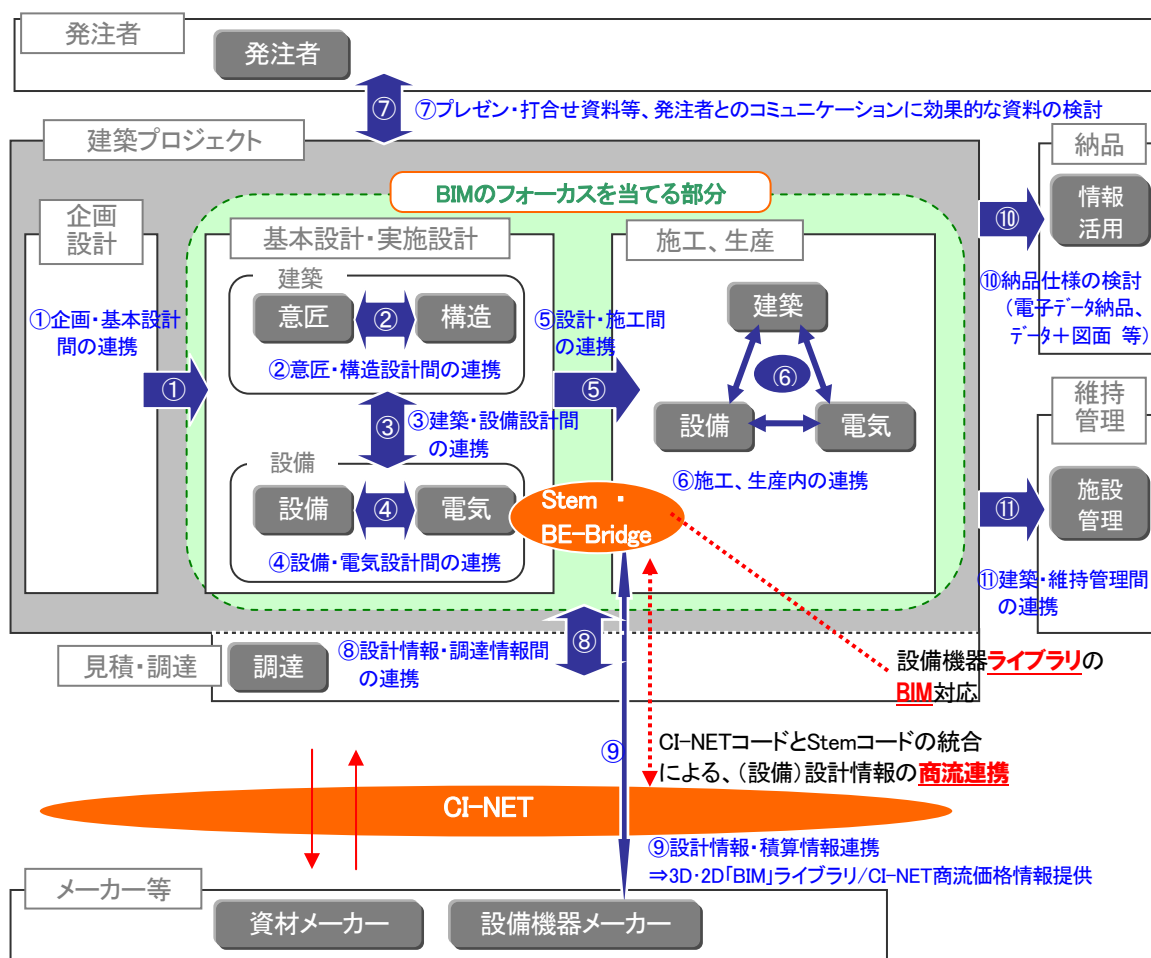 発注者
発注者
⑦
⑦プレゼン・打合せ資料等、発注者とのコミュニケーションに効果的な資料の検討
建築プロジェクト
納品
BIMのフォーカスを当てる部分
企画
設計
基本設計・実施設計
施工、生産
⑩
情報
活用
建築
意匠
②
構造
建築
⑩納品仕様の検討
（電子ﾃﾞｰﾀ納品、
ﾃﾞｰﾀ＋図面 等）
①企画・基本設計
間の連携
②意匠・構造設計間の連携
⑤設計・施工間
の連携
⑥
①
⑤
③
③建築・設備設計間
の連携
設備
電気
維持
管理
設備
⑥施工、生産内の連携
設備
④
電気
Stem ・
BE-Bridge
⑪
施設
管理
④設備・電気設計間の連携
⑪建築・維持管理間
の連携
⑧
見積・調達
調達
⑧設計情報・調達情報間
の連携
設備機器ライブラリの
BIM対応
⑨
CI-NETコードとStemコードの統合
による、（設備）設計情報の商流連携
CI-NET
⑨設計情報・積算情報連携
⇒3D・2D「BIM」ライブラリ/CI-NET商流価格情報提供
メーカー等
資材メーカー
設備機器メーカー